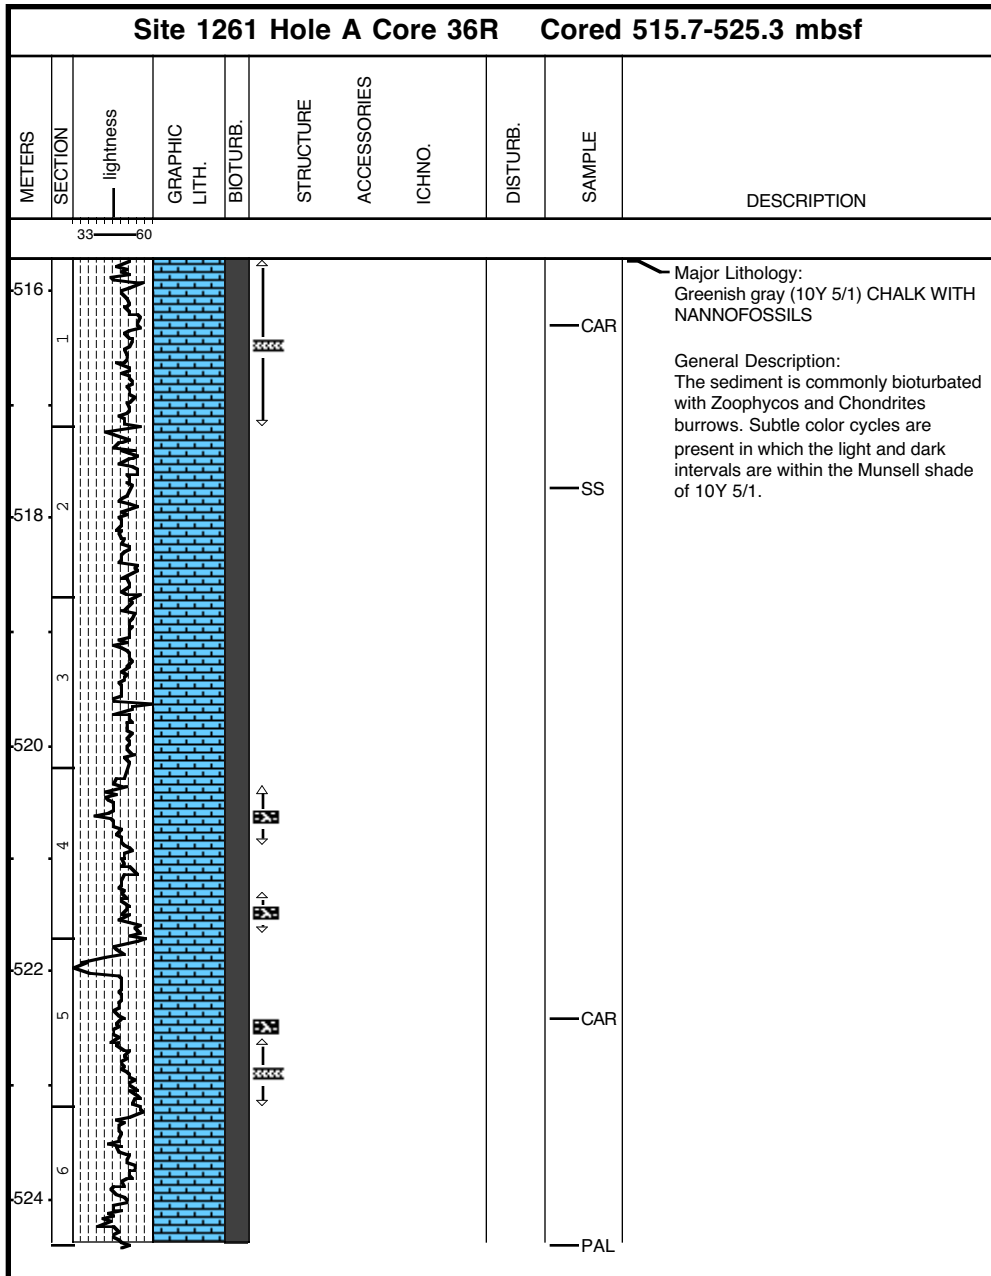 Site 1261 Hole A Core 36R Cored 515.7-525.3 mbsf
METERS
SECTION
lightness
GRAPHIC
LITH.
BIOTURB.
STRUCTURE
ACCESSORIES
ICHNO.
DISTURB.
SAMPLE
DESCRIPTION
33 60
Major Lithology:
Greenish gray (10Y 5/1) CHALK WITH
NANNOFOSSILS
General Description:
The sediment is commonly bioturbated
with Zoophycos and Chondrites
burrows. Subtle color cycles are
present in which the light and dark
intervals are within the Munsell shade
of 10Y 5/1.
516
1
CAR
2
SS
518
3
520
4
522
5
CAR
6
524
PAL